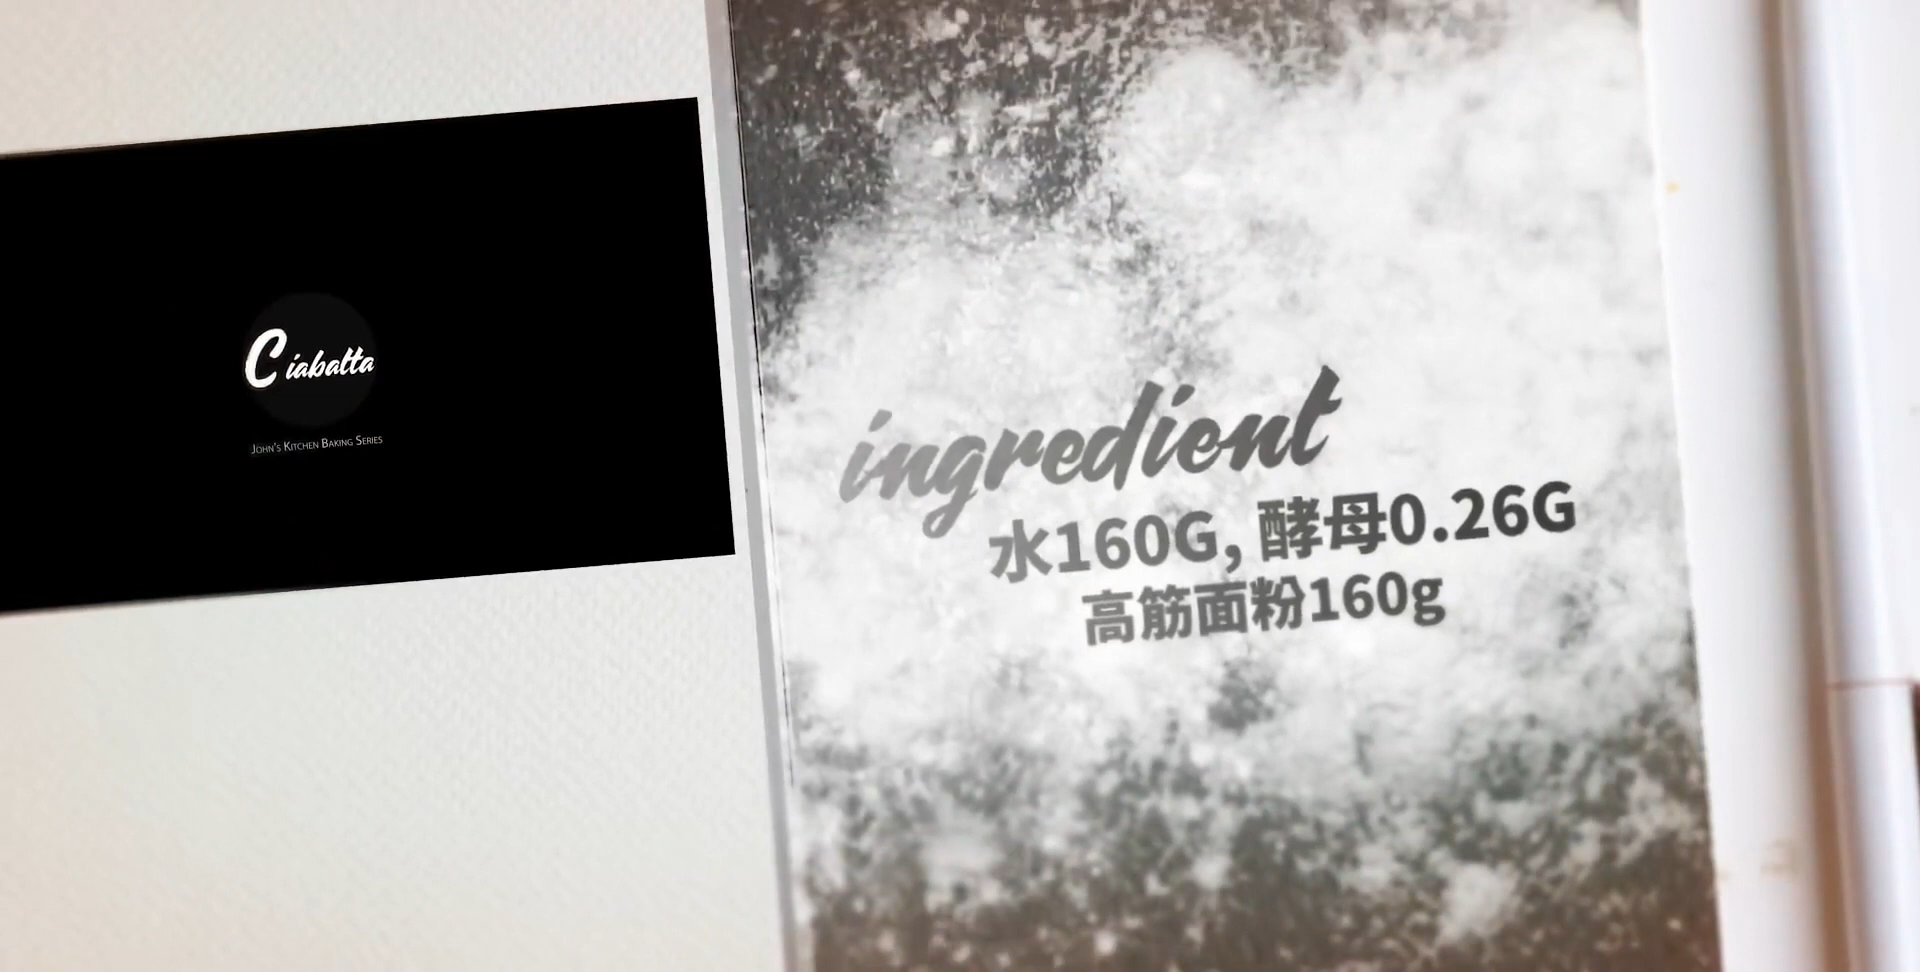 Ciabatta
John's Kitchen Baking Series
ingredient
水160G, 酵母0.26G
高筋面粉160g